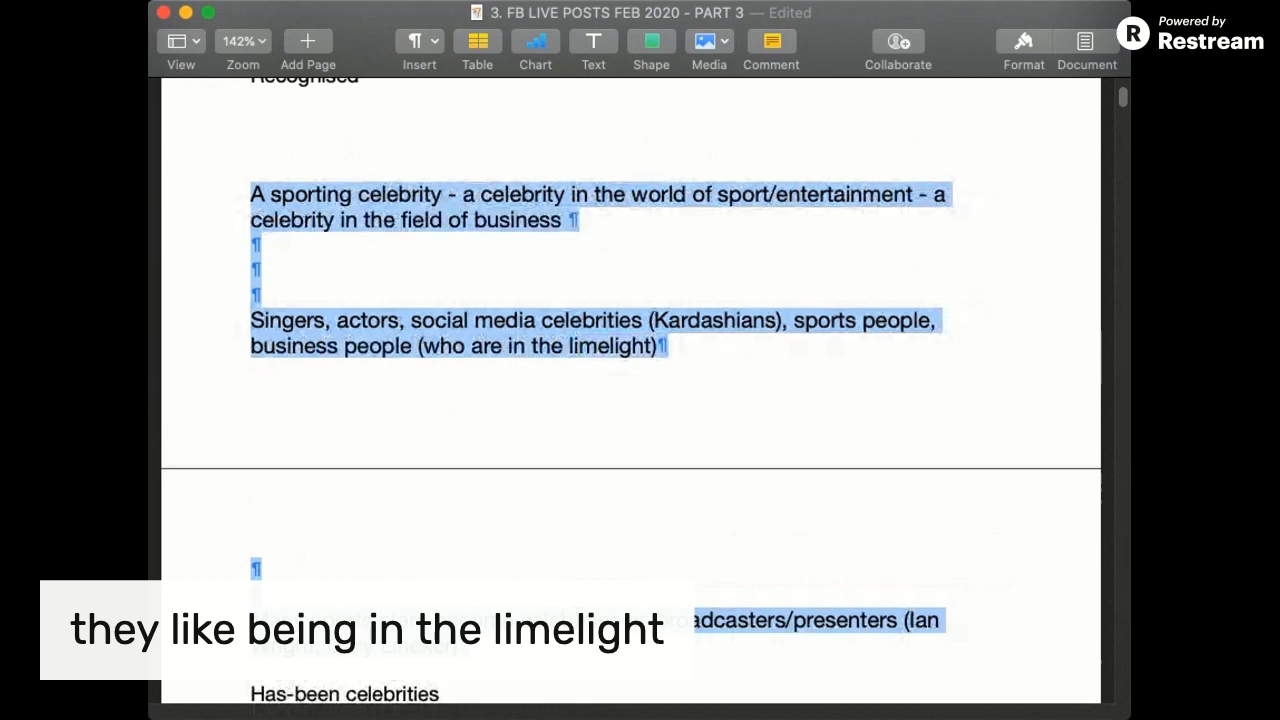 3. FB LIVE POSTS FEB 2020 - PART 3 — Edited
142%
View Zoom Add Page Insert Table Chart Text Shape Media Comment Collaborate Format Document
Powered by
Restream
Recognised
A sporting celebrity - a celebrity in the world of sport/entertainment - a
celebrity in the field of business ¶
¶
¶
¶
Singers, actors, social media celebrities (Kardashians), sports people,
business people (who are in the limelight)¶
¶
adcasters/presenters (Ian
they like being in the limelight
Has-been celebrities